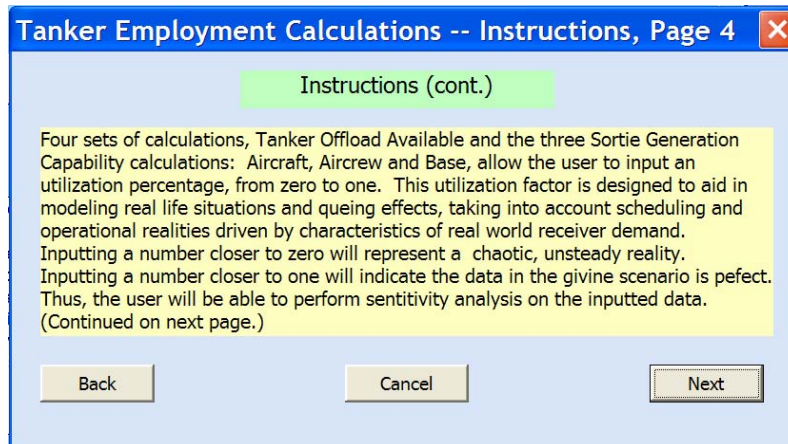 Tanker Employment Calculations -- Instructions, Page 4
Instructions (cont.)
Four sets of calculations, Tanker Offload Available and the three Sortie Generation
Capability calculations: Aircraft, Aircrew and Base, allow the user to input an
utilization percentage, from zero to one. This utilization factor is designed to aid in
modeling real life situations and queing effects, taking into account scheduling and
operational realities driven by characteristics of real world receiver demand.
Inputting a number closer to zero will represent a chaotic, unsteady reality.
Inputting a number closer to one will indicate the data in the givine scenario is pefect.
Thus, the user will be able to perform sentitivity analysis on the inputted data.
(Continued on next page.)
Back
Cancel
Next